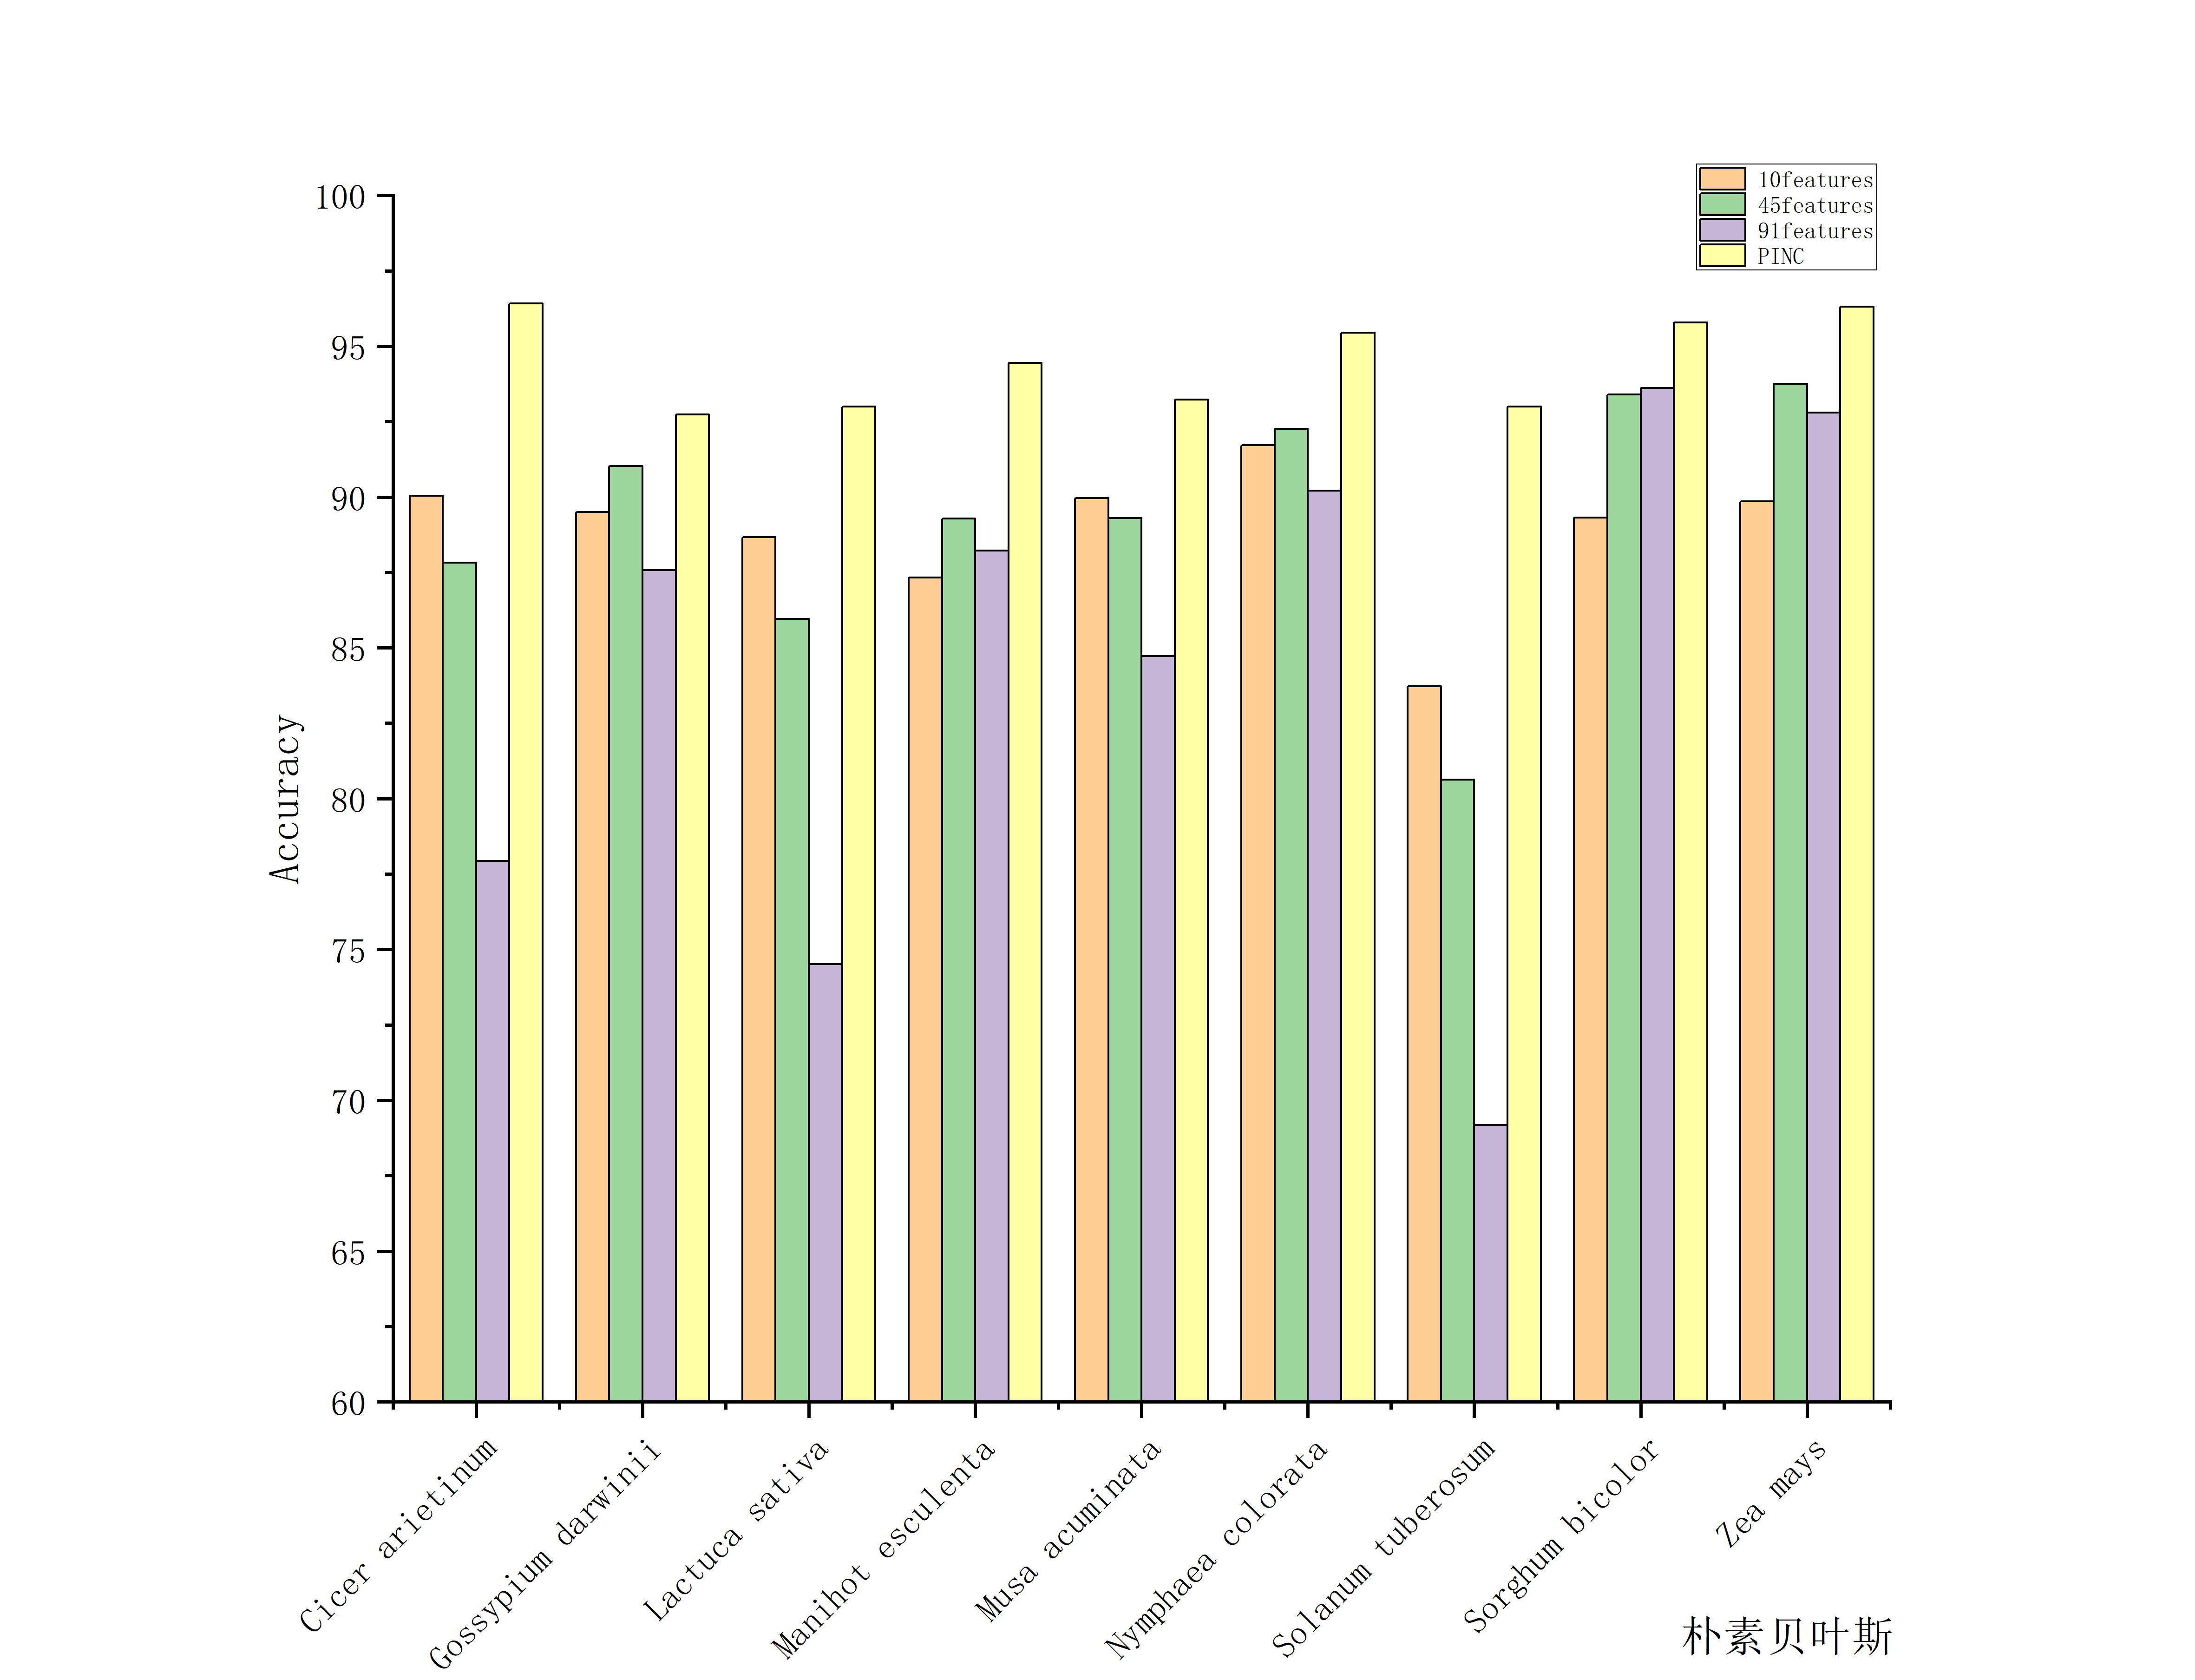 10features
45features
91features
PINC
100
95
90
85
80
75
70
65
60
Accuracy
Cicer arietinum
Gossypium darwinii
Lactuca sativa
Manihot esculenta
Musa acuminata
Nymphaea colorata
Solanum tuberosum
Sorghum bicolor
Zea mays
朴素贝叶斯